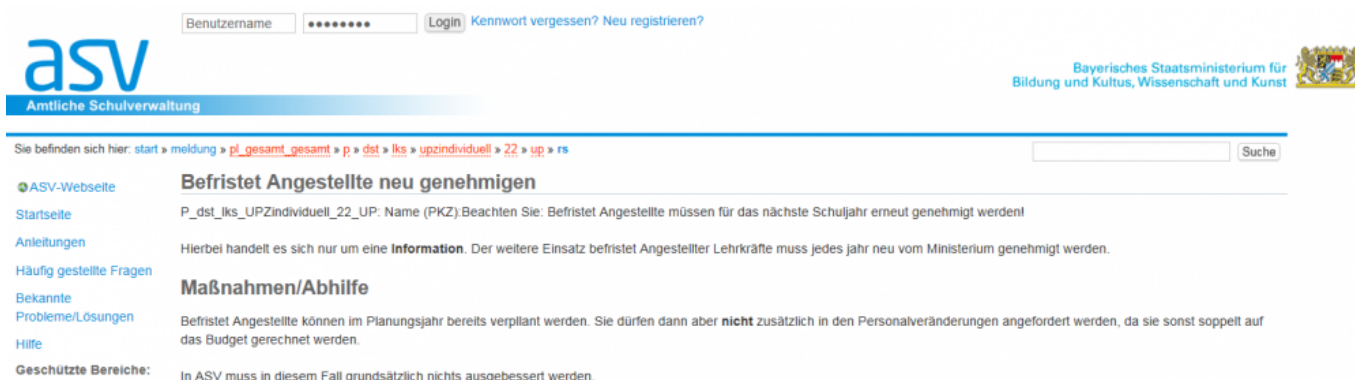 Benutzername •••••••• Login Kennwort vergessen? Neu registrieren?
asv
Amtliche Schulverwaltung
Bayerisches Staatsministerium für
Bildung und Kultus, Wissenschaft und Kunst
Sie befinden sich hier: start » meldung » pl_gesamt_gesamt » p » dst » lks » upzindividuell » 22 » up » rs
Suche
ASV-Webseite
Startseite
Anleitungen
Häufig gestellte Fragen
Bekannte
Probleme/Lösungen
Hilfe
Geschützte Bereiche:
Befristet Angestellte neu genehmigen
P_dst_lks_UPZindividuell_22_UP: Name (PKZ):Beachten Sie: Befristet Angestellte müssen für das nächste Schuljahr erneut genehmigt werden!
Hierbei handelt es sich nur um eine Information. Der weitere Einsatz befristet Angestellter Lehrkräfte muss jedes jahr neu vom Ministerium genehmigt werden.
Maßnahmen/Abhilfe
Befristet Angestellte können im Planungsjahr bereits verpllant werden. Sie dürfen dann aber nicht zusätzlich in den Personalveränderungen angefordert werden, da sie sonst soppelt auf
das Budget gerechnet werden.
In ASV muss in diesem Fall grundsätzlich nichts ausgebessert werden.